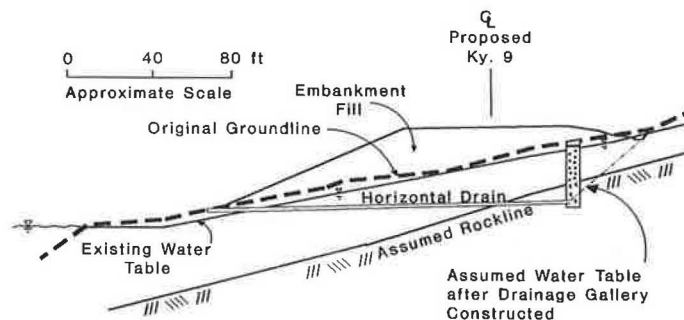 ℄
Proposed
Ky. 9
0 40 80 ft
Approximate Scale
Embankment
Fill
Original Groundline
Horizontal Drain
Existing Water
Table
Assumed Rockline
Assumed Water Table
after Drainage Gallery
Constructed